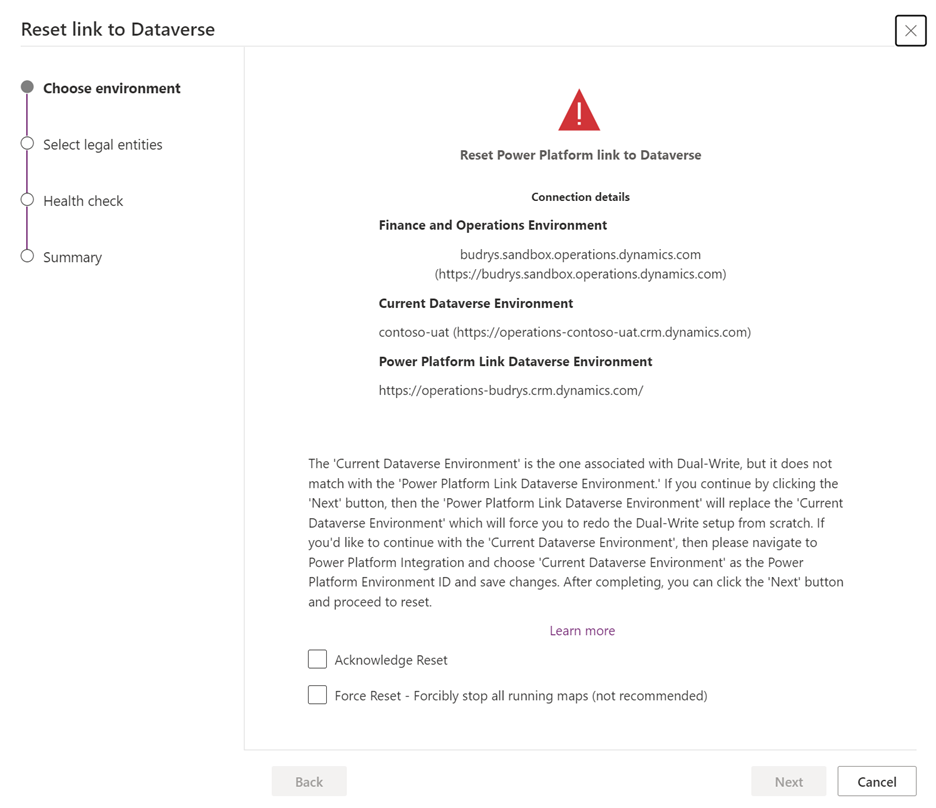 Reset link to Dataverse
Choose environment
Select legal entities
Health check
Summary
Reset Power Platform link to Dataverse
Connection details
Finance and Operations Environment
budrys.sandbox.operations.dynamics.com
(https://budrys.sandbox.operations.dynamics.com)
Current Dataverse Environment
contoso-uat (https://operations-contoso-uat.crm.dynamics.com)
Power Platform Link Dataverse Environment
https://operations-budrys.crm.dynamics.com/
The 'Current Dataverse Environment' is the one associated with Dual-Write, but it does not
match with the 'Power Platform Link Dataverse Environment.' If you continue by clicking the
'Next' button, then the 'Power Platform Link Dataverse Environment' will replace the 'Current
Dataverse Environment' which will force you to redo the Dual-Write setup from scratch. If
you'd like to continue with the 'Current Dataverse Environment', then please navigate to
Power Platform Integration and choose 'Current Dataverse Environment' as the Power
Platform Environment ID and save changes. After completing, you can click the 'Next' button
and proceed to reset.
Learn more
Acknowledge Reset
Force Reset - Forcibly stop all running maps (not recommended)
Back
Next
Cancel